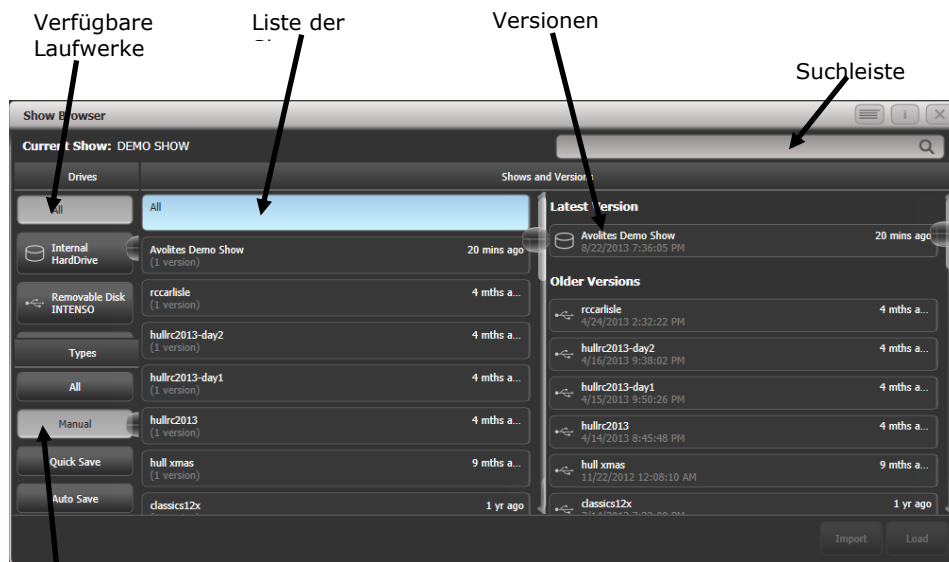 Verfügbare
Laufwerke
Liste der
Versionen
Suchleiste
Show Browser
Current Show: DEMO SHOW
Drives
Shows and Versions
All
Internal
HardDrive
Removable Disk
INTENSO
Types
All
Manual
Quick Save
Auto Save
All
Avolites Demo Show 20 mins ago
(1 version)
rccarlisle 4 mths a...
(1 version)
hullrc2013-day2 4 mths a...
(1 version)
hullrc2013-day1 4 mths a...
(1 version)
hullrc2013 4 mths a...
(1 version)
hull xmas 9 mths a...
(1 version)
classics12x 1 yr ago
Latest Version
Avolites Demo Show 20 mins ago
8/22/2013 7:36:05 PM
Older Versions
rccarlisle 4 mths a...
4/24/2013 2:32:22 PM
hullrc2013-day2 4 mths a...
4/16/2013 9:38:02 PM
hullrc2013-day1 4 mths a...
4/15/2013 9:50:26 PM
hullrc2013 4 mths a...
4/14/2013 8:45:48 PM
hull xmas 9 mths a...
11/22/2012 12:08:10 AM
classics12x 1 yr ago
Import Load